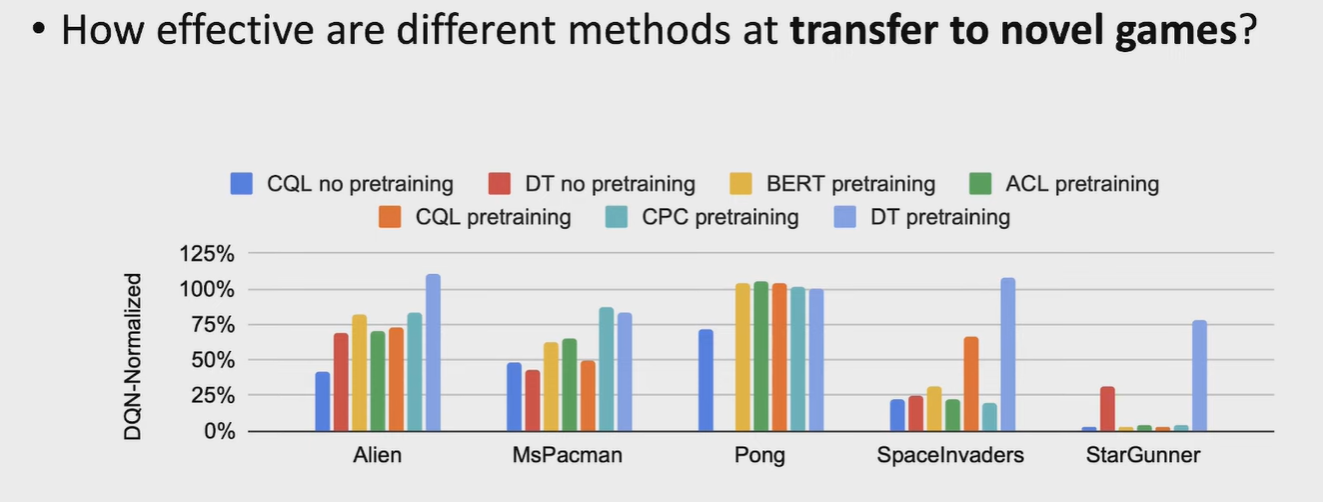 • How effective are different methods at transfer to novel games?
CQL no pretraining DT no pretraining BERT pretraining ACL pretraining
CQL pretraining CPC pretraining DT pretraining
DQN-Normalized
125%
100%
75%
50%
25%
0%
Alien MsPacman Pong SpaceInvaders StarGunner